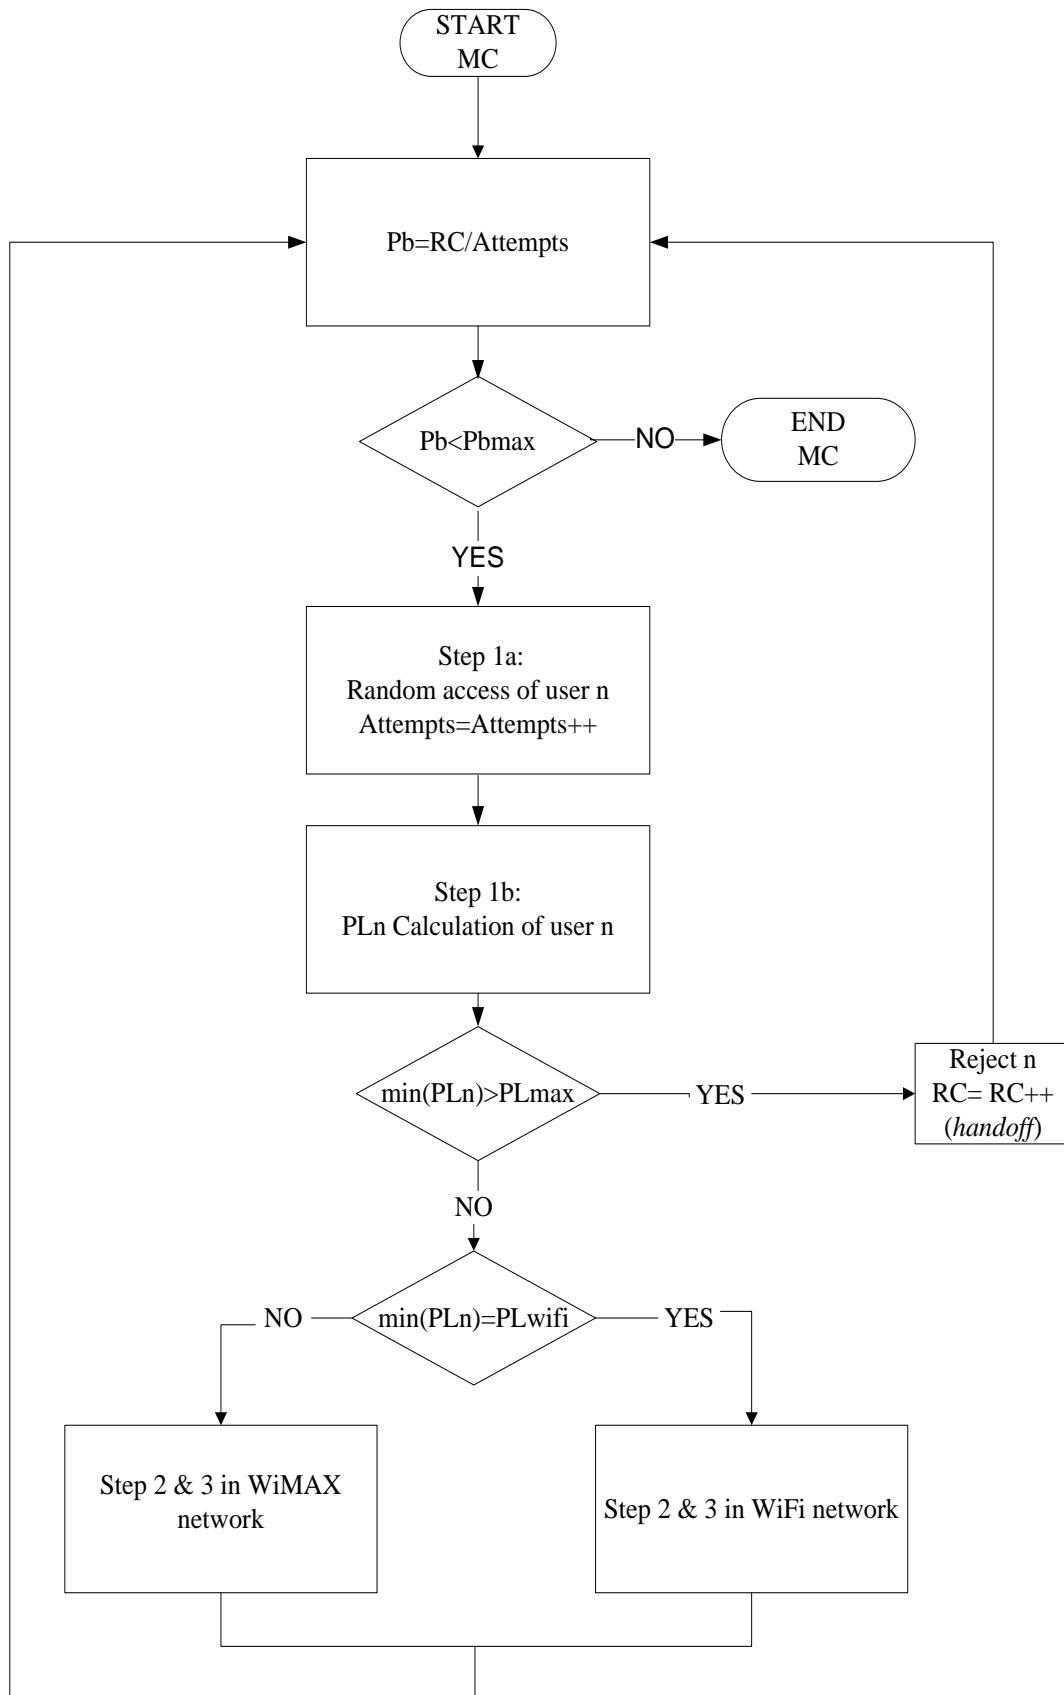 START
MC
Pb=RC/Attempts
Pb<Pbmax
NO
END
MC
YES
Step 1a:
Random access of user n
Attempts=Attempts++
Step 1b:
PLn Calculation of user n
min(PLn)>PLmax
YES
Reject n
RC= RC++
(handoff)
NO
min(PLn)=PLwifi
NO
YES
Step 2 & 3 in WiMAX
network
Step 2 & 3 in WiFi network